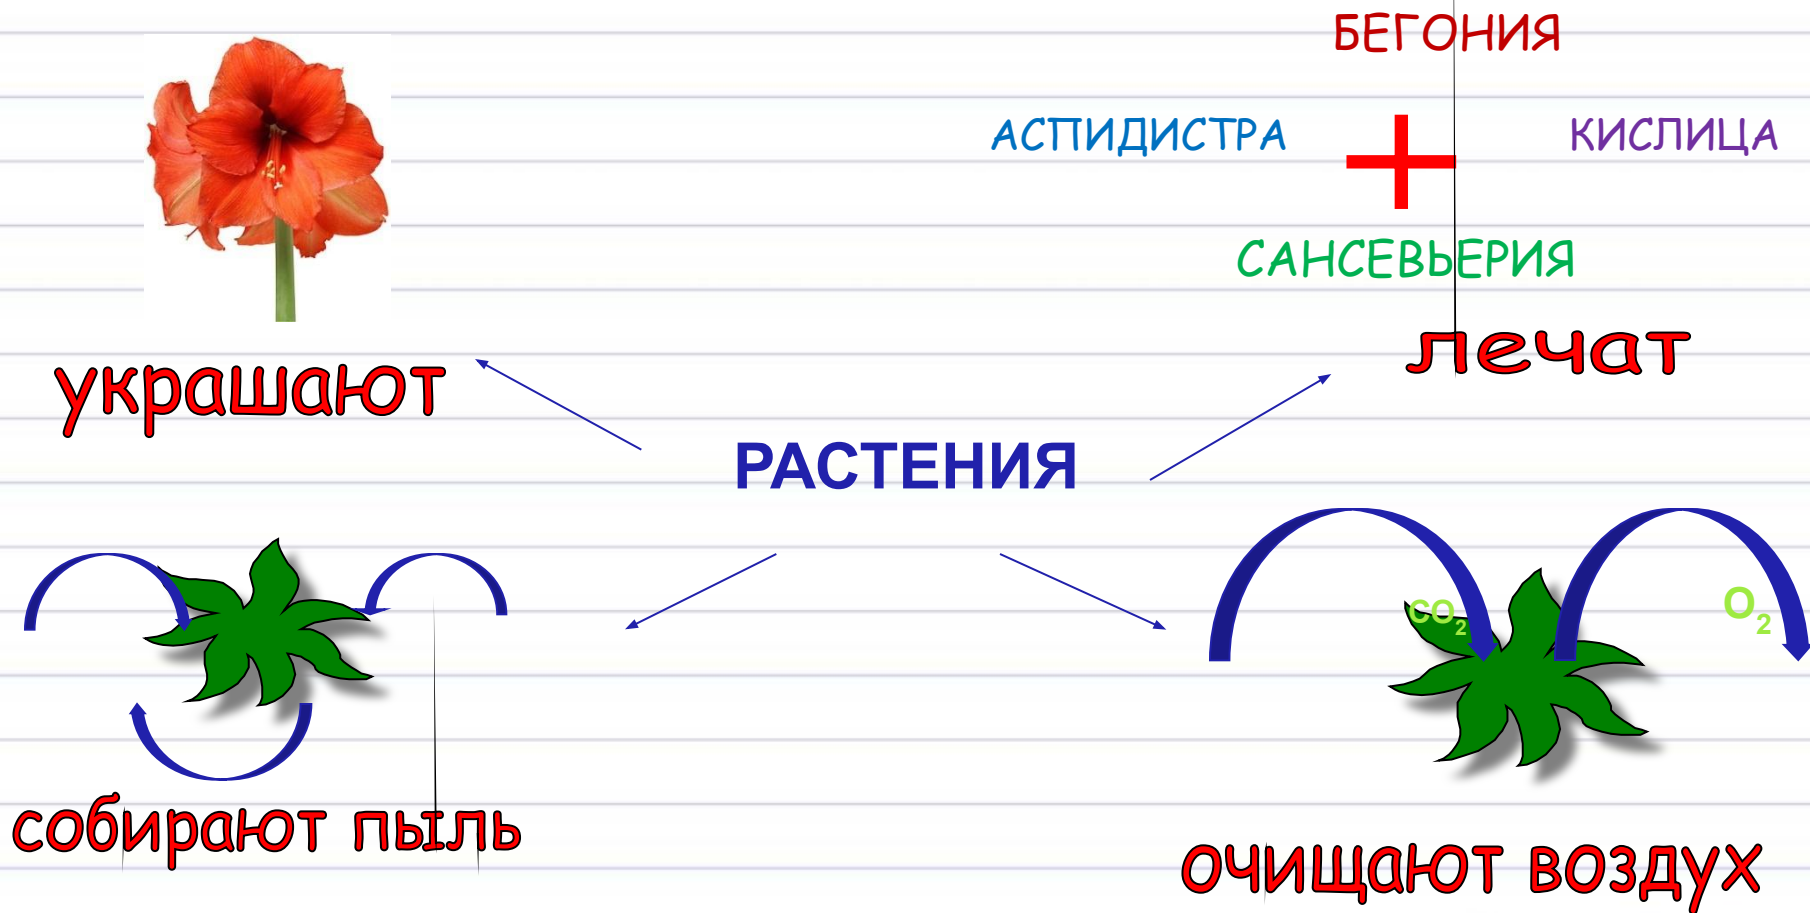 БЕГОНИЯ
АСПИДИСТРА
КИСЛИЦА
САНСЕВЬЕРИЯ
украшают
лечат
РАСТЕНИЯ
CO2
O2
собирают пыль
очищают воздух